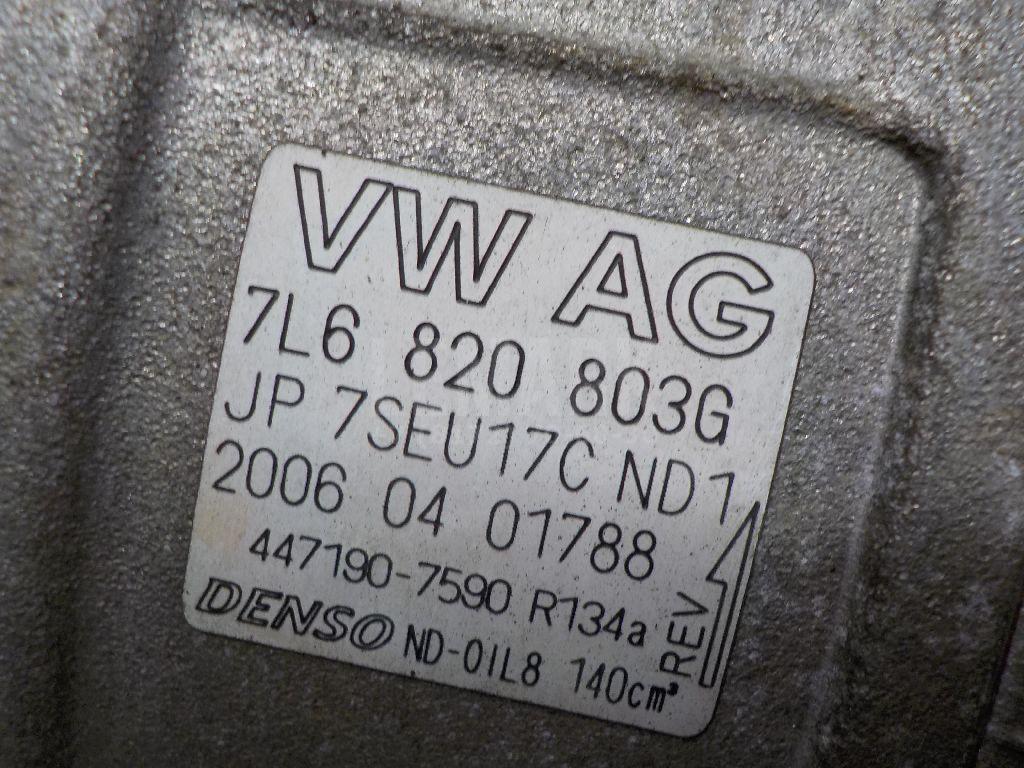 VW AG
7L6 820 803G
JP 7SEU17C ND1
2006 04 01788
447190-7590 R134a
DENSO ND-OIL8 140cm³
REV